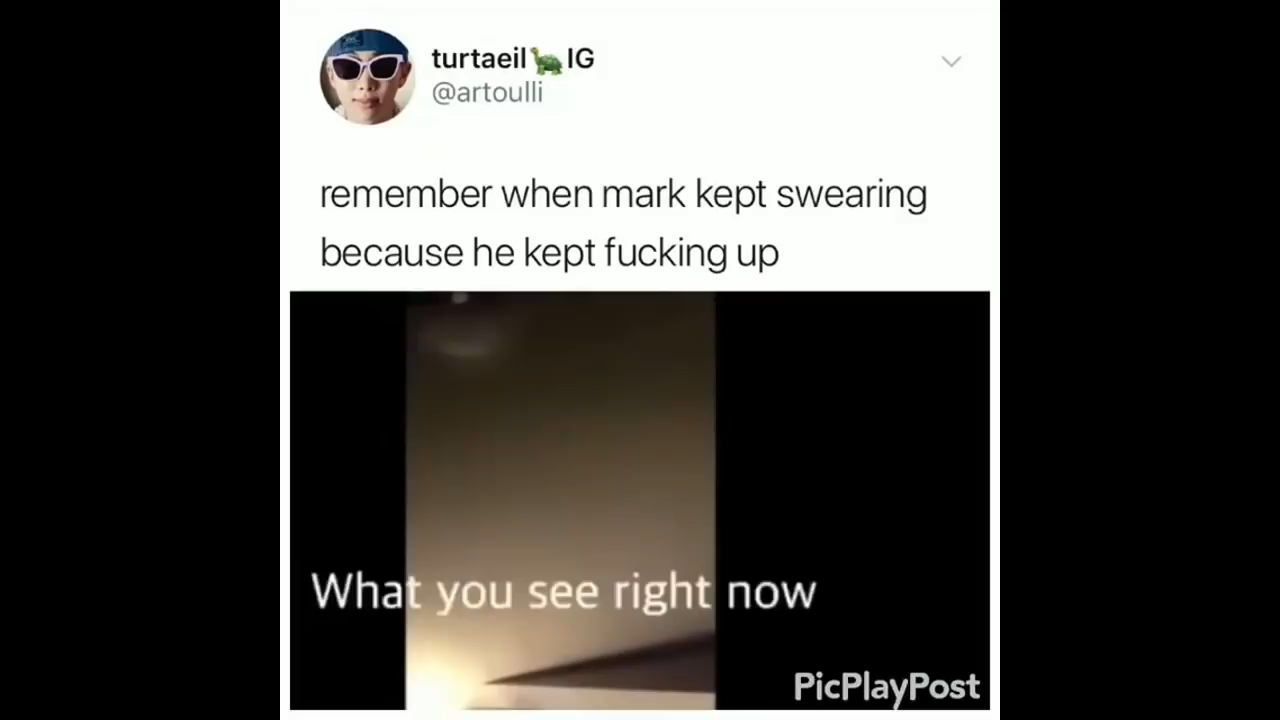 turtaeil🐢IG
@artoulli
remember when mark kept swearing
because he kept fucking up
What you see right now
PicPlayPost